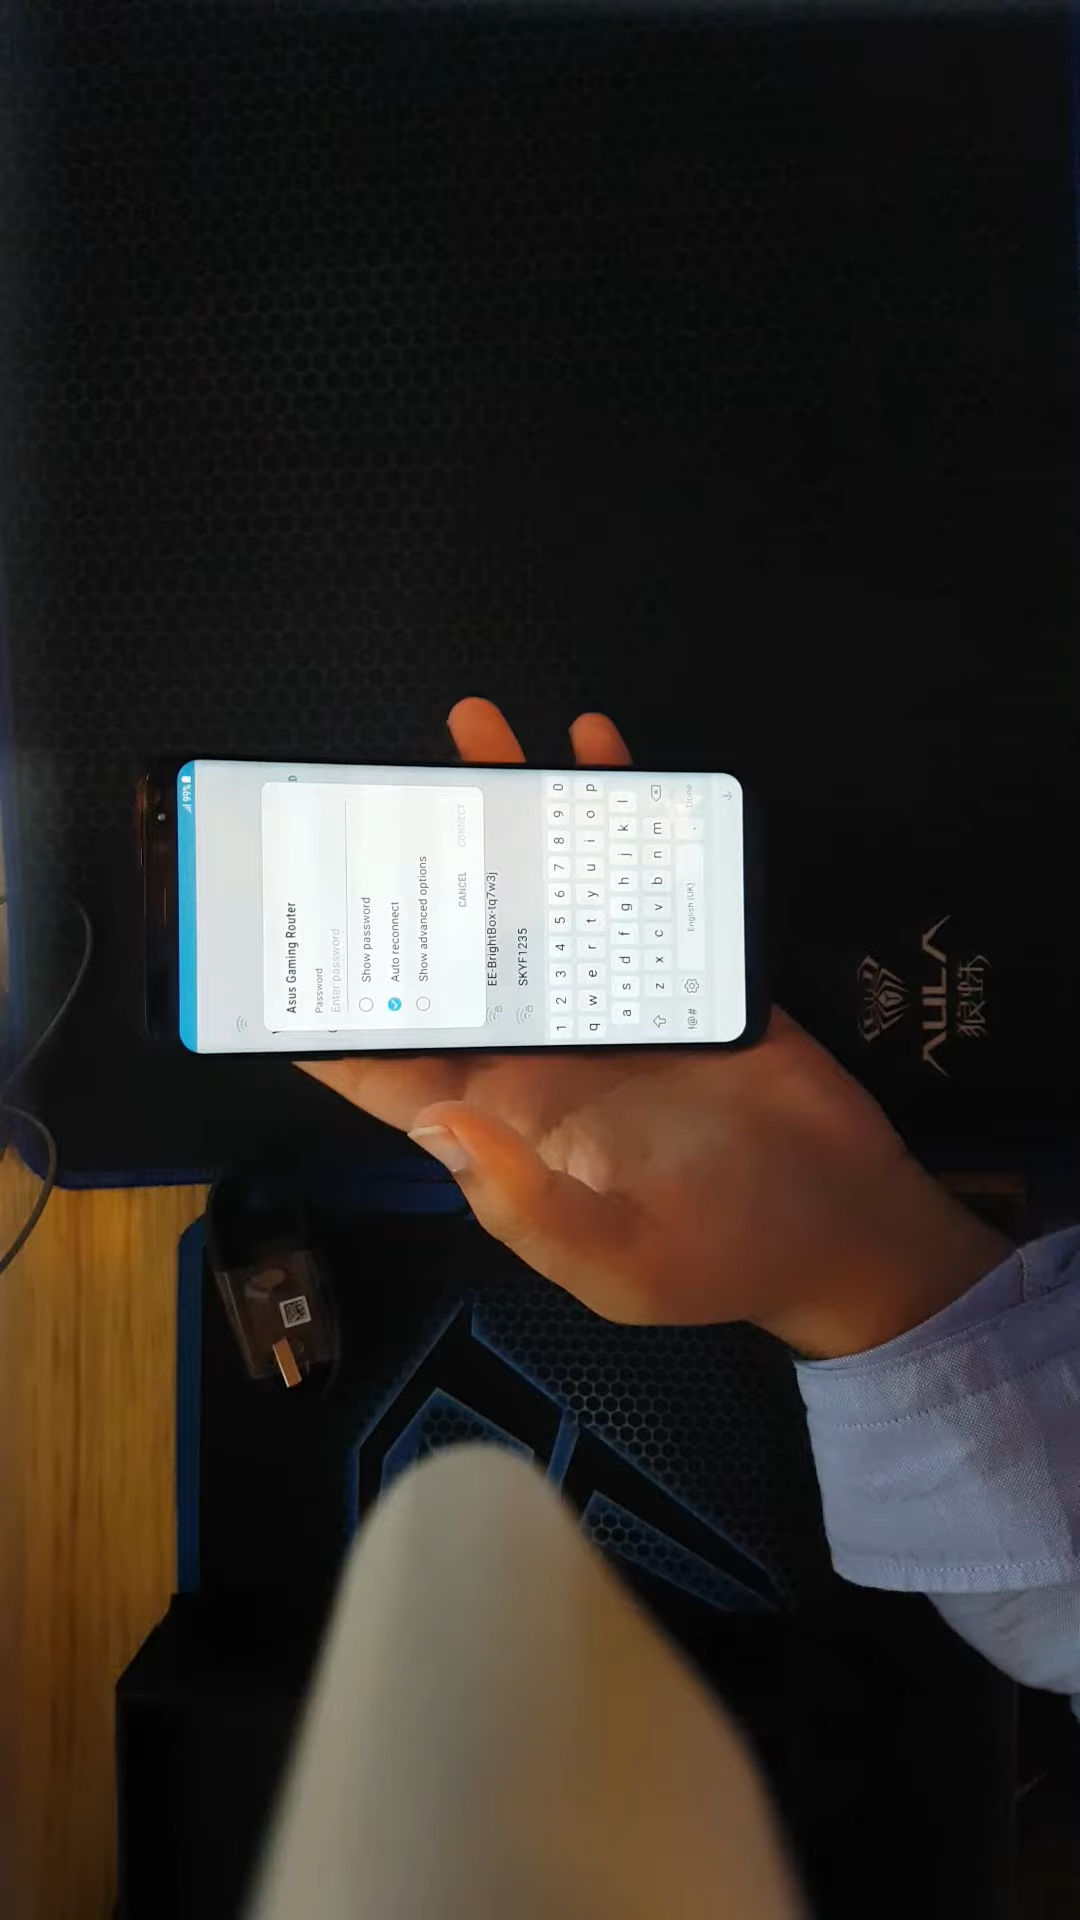 99%
Asus Gaming Router
Password
Enter password
Show password
Auto reconnect
Show advanced options
CANCEL
CONNECT
EE-BrightBox-tq7w3j
SKYF1235
1 2 3 4 5 6 7 8 9 0
q w e r t y u i o p
a s d f g h j k l
z x c v b n m
!@#
English (UK)
.
Done
AULA
狼蛛